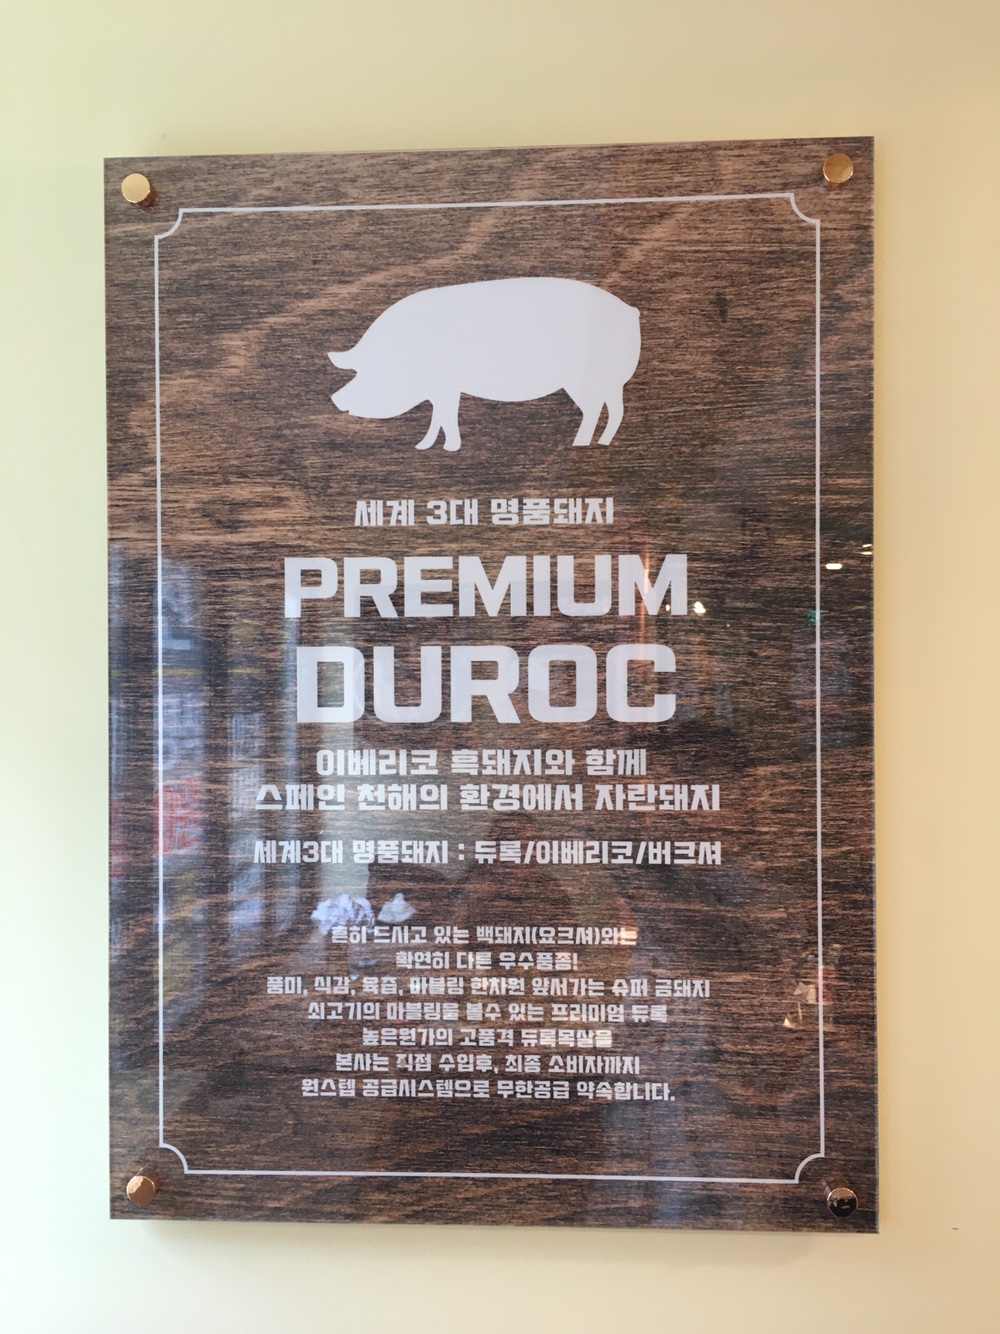 세계 3대 명품돼지
PREMIUM
DUROC
이베리코 흑돼지와 함께
스페인 천해의 환경에서 자란돼지
세계3대 명품돼지 : 듀록/이베리코/버크셔
흔히 드시고 있는 백돼지(요크셔)와는
확연히 다른 우수품종!
풍미, 식감, 육즙, 마블링 한차원 앞서가는 슈퍼 금돼지
쇠고기의 마블링을 볼수 있는 프리미엄 듀록
높은원가의 고품격 듀록목살을
본사는 직접 수입후, 최종 소비자까지
원스텝 공급시스템으로 무한공급 약속합니다.